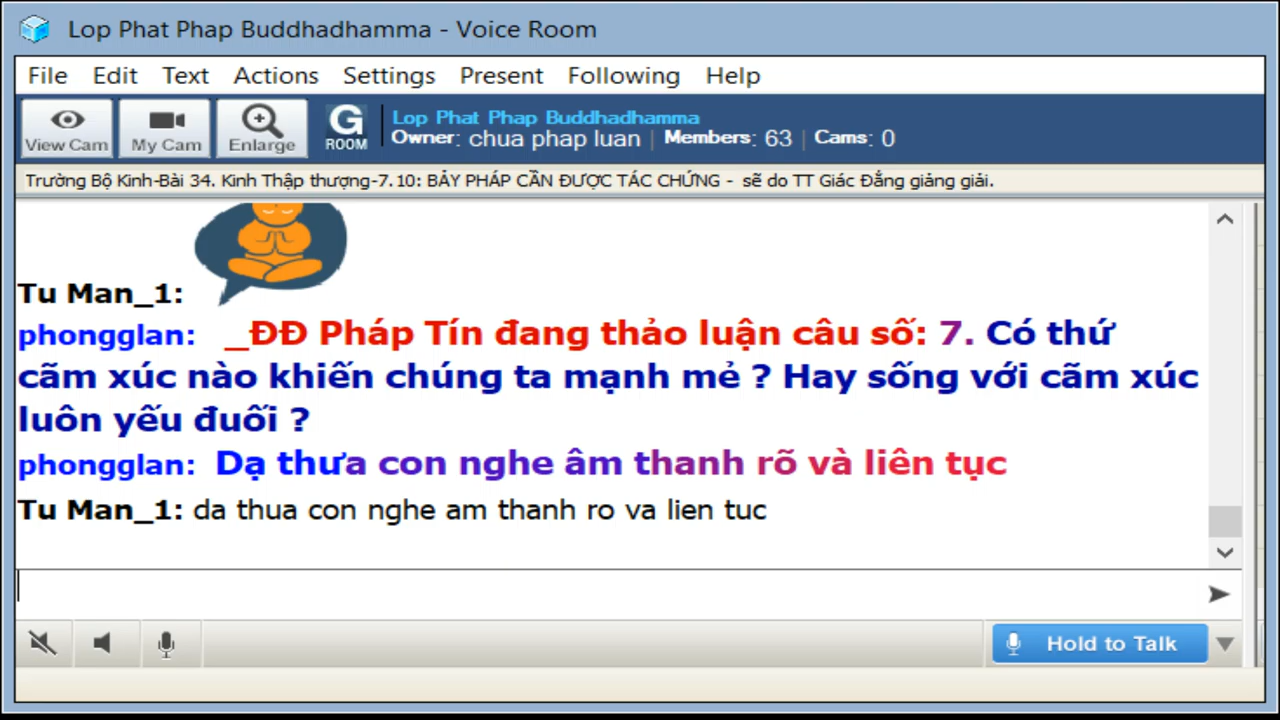 Lop Phat Phap Buddhadhamma - Voice Room
File Edit Text Actions Settings Present Following Help
View Cam My Cam Enlarge G ROOM
Lop Phat Phap Buddhadhamma
Owner: chua phap luan | Members: 63 | Cams: 0
Trường Bộ Kinh-Bài 34. Kinh Thập thượng-7.10: BẢY PHÁP CẦN ĐƯỢC TÁC CHỨNG - sẽ do TT Giác Đẳng giảng giải.
Tu Man_1:
phongglan: _ĐĐ Pháp Tín đang thảo luận câu số: 7. Có thứ
cãm xúc nào khiến chúng ta mạnh mẻ ? Hay sống với cãm xúc
luôn yếu đuối ?
phongglan: Dạ thưa con nghe âm thanh rõ và liên tục
Tu Man_1: da thua con nghe am thanh ro va lien tuc
Hold to Talk